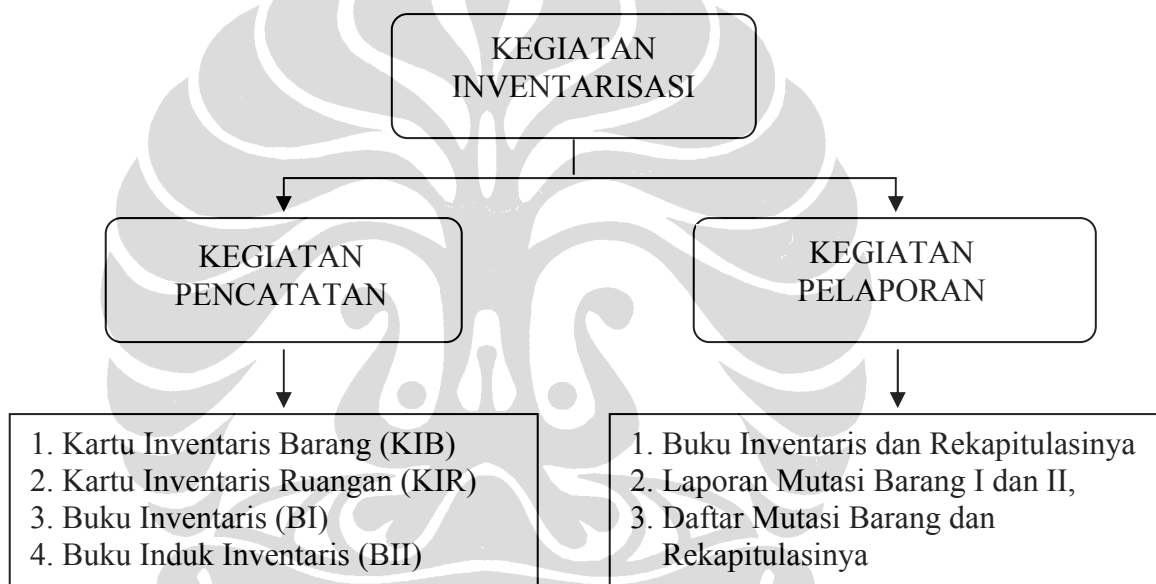 KEGIATAN
INVENTARISASI
KEGIATAN
PENCATATAN
KEGIATAN
PELAPORAN
1. Kartu Inventaris Barang (KIB)
2. Kartu Inventaris Ruangan (KIR)
3. Buku Inventaris (BI)
4. Buku Induk Inventaris (BII)
1. Buku Inventaris dan Rekapitulasinya
2. Laporan Mutasi Barang I dan II,
3. Daftar Mutasi Barang dan
Rekapitulasinya